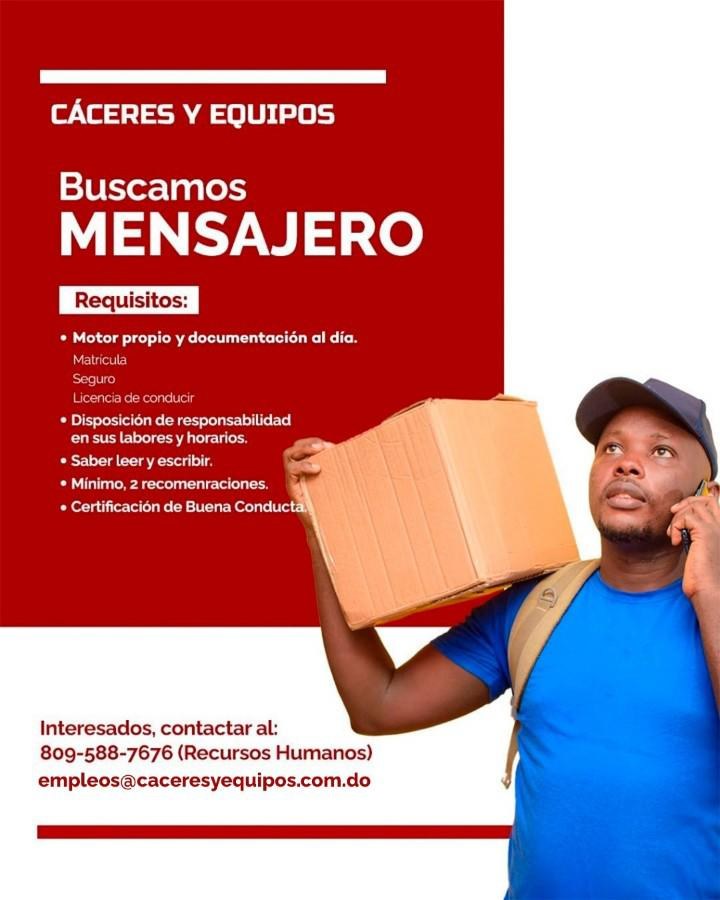 CÁCERES Y EQUIPOS
Buscamos
MENSAJERO
Requisitos:
• Motor propio y documentación al día.
Matrícula
Seguro
Licencia de conducir
• Disposición de responsabilidad
en sus labores y horarios.
• Saber leer y escribir.
• Mínimo, 2 recomenraciones.
• Certificación de Buena Conducta.
Interesados, contactar al:
809-588-7676 (Recursos Humanos)
empleos@caceresyequipos.com.do